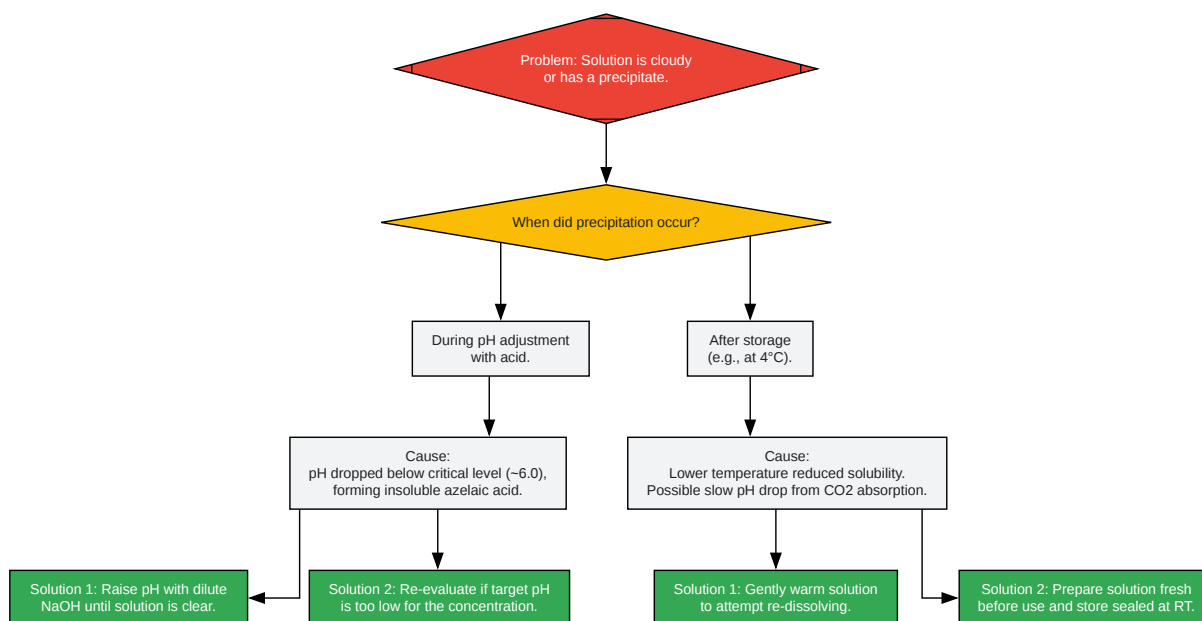 Problem: Solution is cloudy
or has a precipitate.
When did precipitation occur?
During pH adjustment
with acid.
After storage
(e.g., at 4°C).
Cause:
pH dropped below critical level (~6.0),
forming insoluble azelaic acid.
Cause:
Lower temperature reduced solubility.
Possible slow pH drop from CO2 absorption.
Solution 1: Raise pH with dilute
NaOH until solution is clear.
Solution 2: Re-evaluate if target pH
is too low for the concentration.
Solution 1: Gently warm solution
to attempt re-dissolving.
Solution 2: Prepare solution fresh
before use and store sealed at RT.